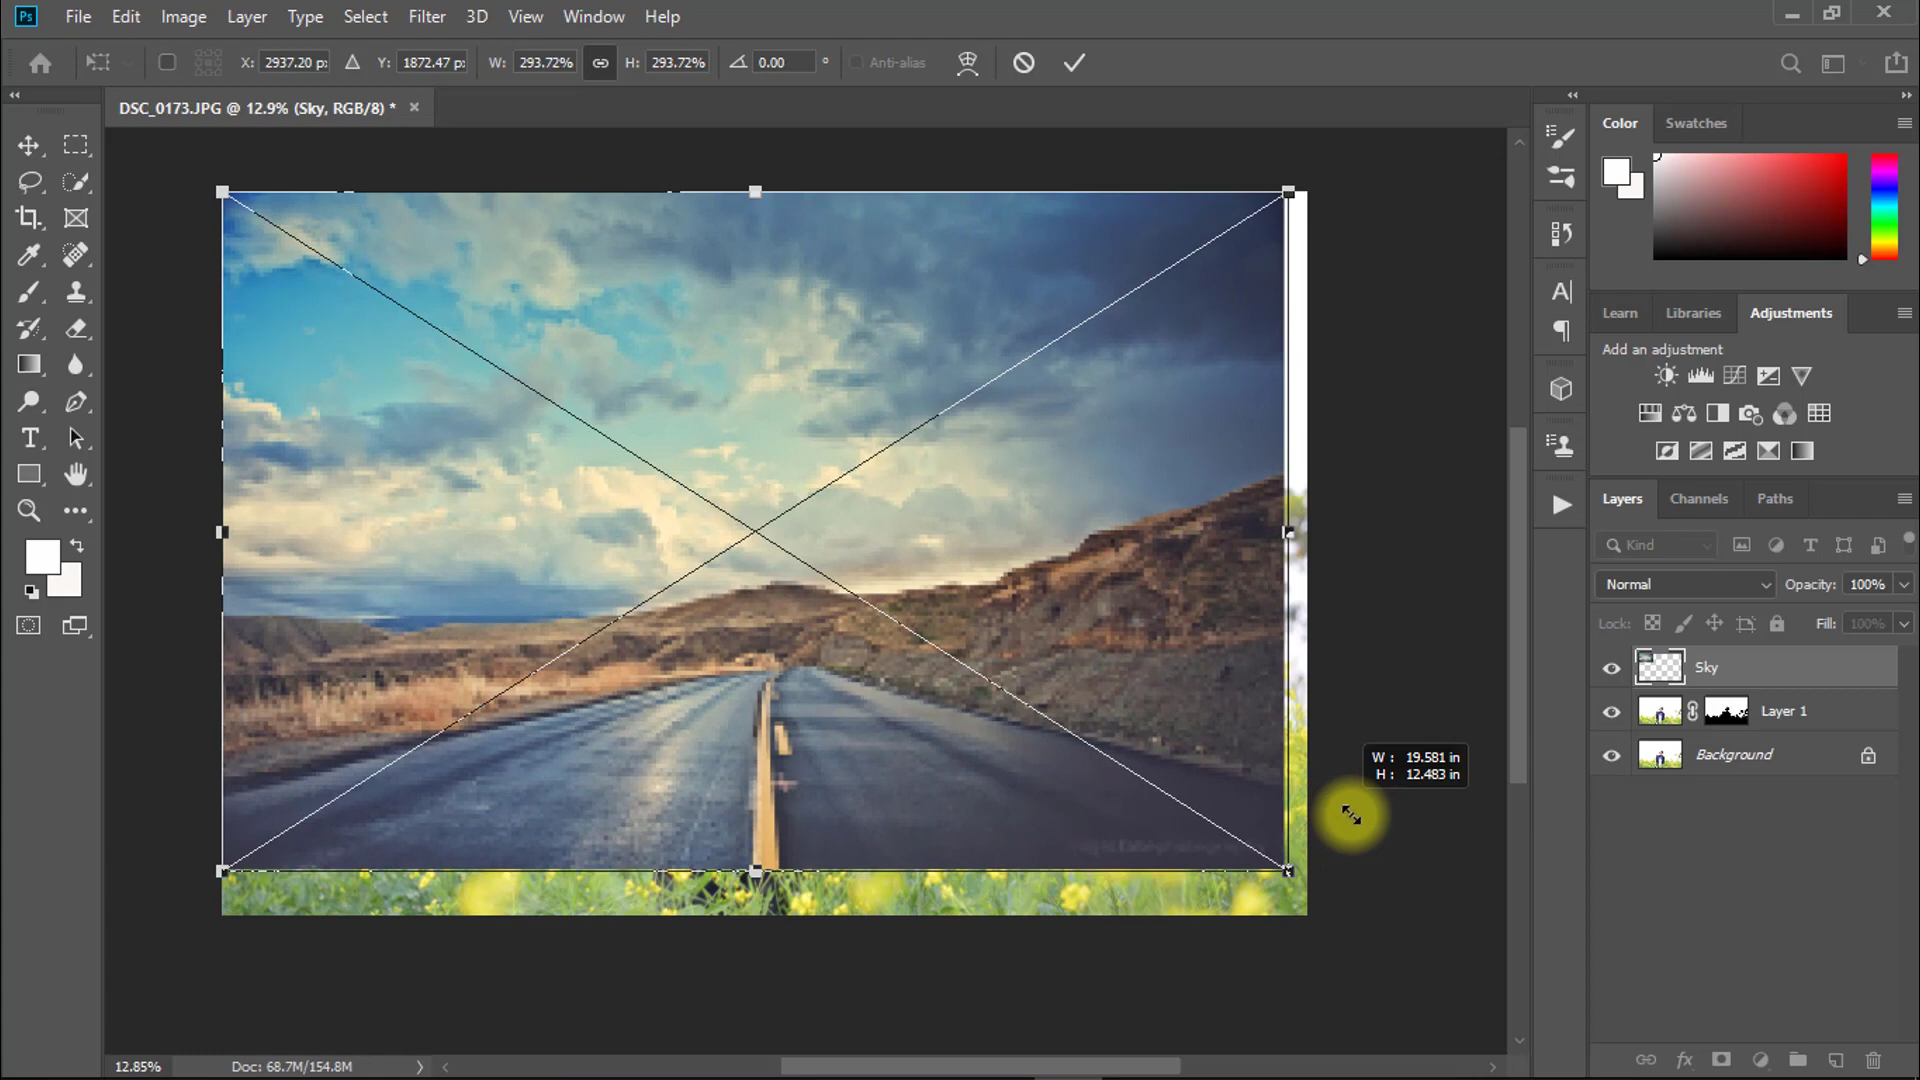 Ps File Edit Image Layer Type Select Filter 3D View Window Help
X: 2937.20 p: Y: 1872.47 p: W: 293.72% H: 293.72% 0.00 ° Anti-alias
DSC_0173.JPG @ 12.9% (Sky, RGB/8) * ×
Color Swatches
Learn Libraries Adjustments
Add an adjustment
Layers Channels Paths
Kind
Normal Opacity: 100%
Lock: Fill: 100%
Sky
Layer 1
Background
W : 19.581 in
H : 12.483 in
12.85% Doc: 68.7M/154.8M